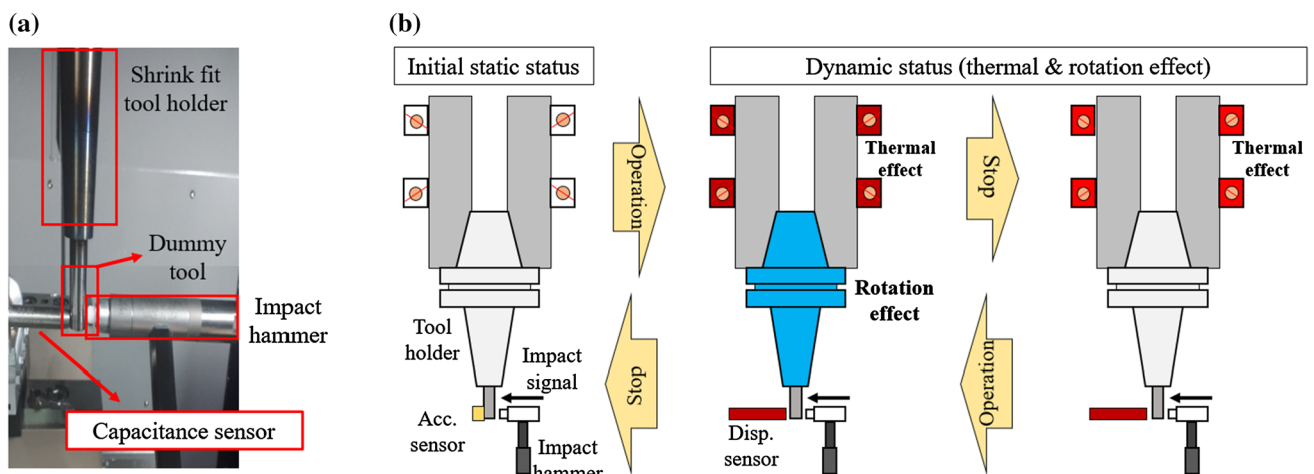 (a)
Shrink fit
tool holder
Dummy
tool
Impact
hammer
Capacitance sensor
(b)
Initial static status
Dynamic status (thermal & rotation effect)
Operation
Thermal
effect
Stop
Thermal
effect
Rotation
effect
Tool
holder
Impact
signal
Stop
Operation
Acc.
sensor
Impact
hammer
Disp.
sensor